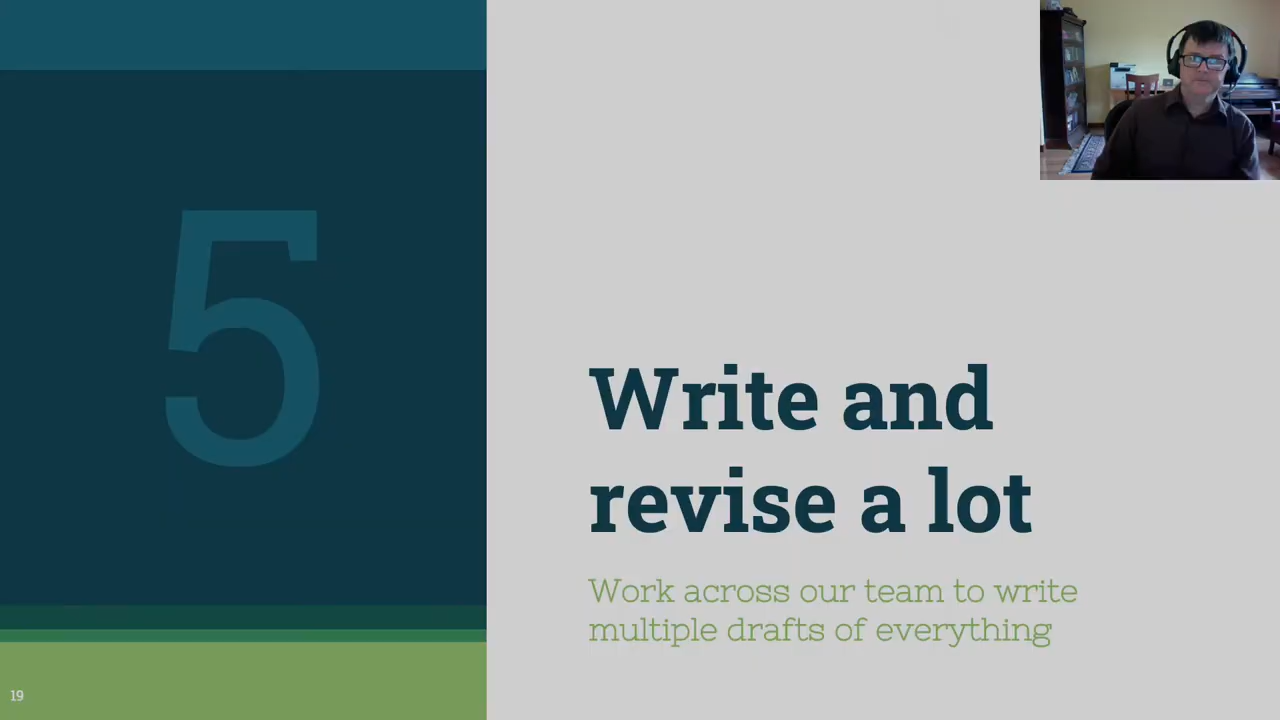 5
Write and
revise a lot
Work across our team to write
multiple drafts of everything
19